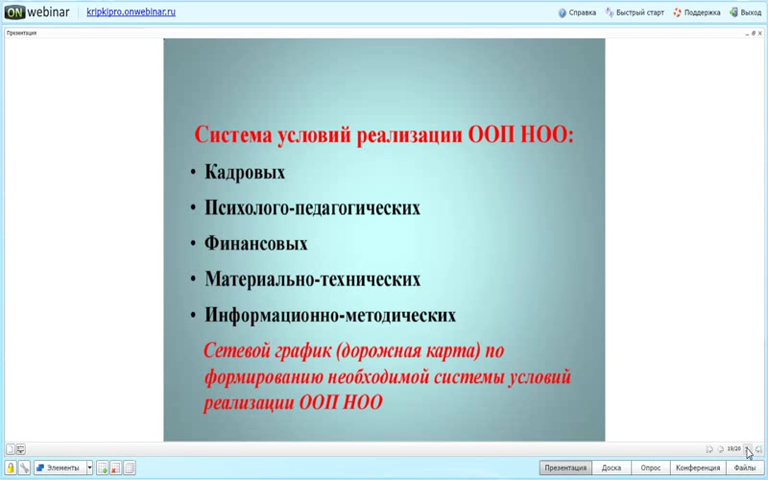 ON webinar kripkipro.onwebinar.ru Справка Быстрый старт Поддержка Выход
Презентация
Система условий реализации ООП НОО:
• Кадровых
• Психолого-педагогических
• Финансовых
• Материально-технических
• Информационно-методических
Сетевой график (дорожная карта) по
формированию необходимой системы условий
реализации ООП НОО
19/20
Элементы Презентация Доска Опрос Конференция Файлы